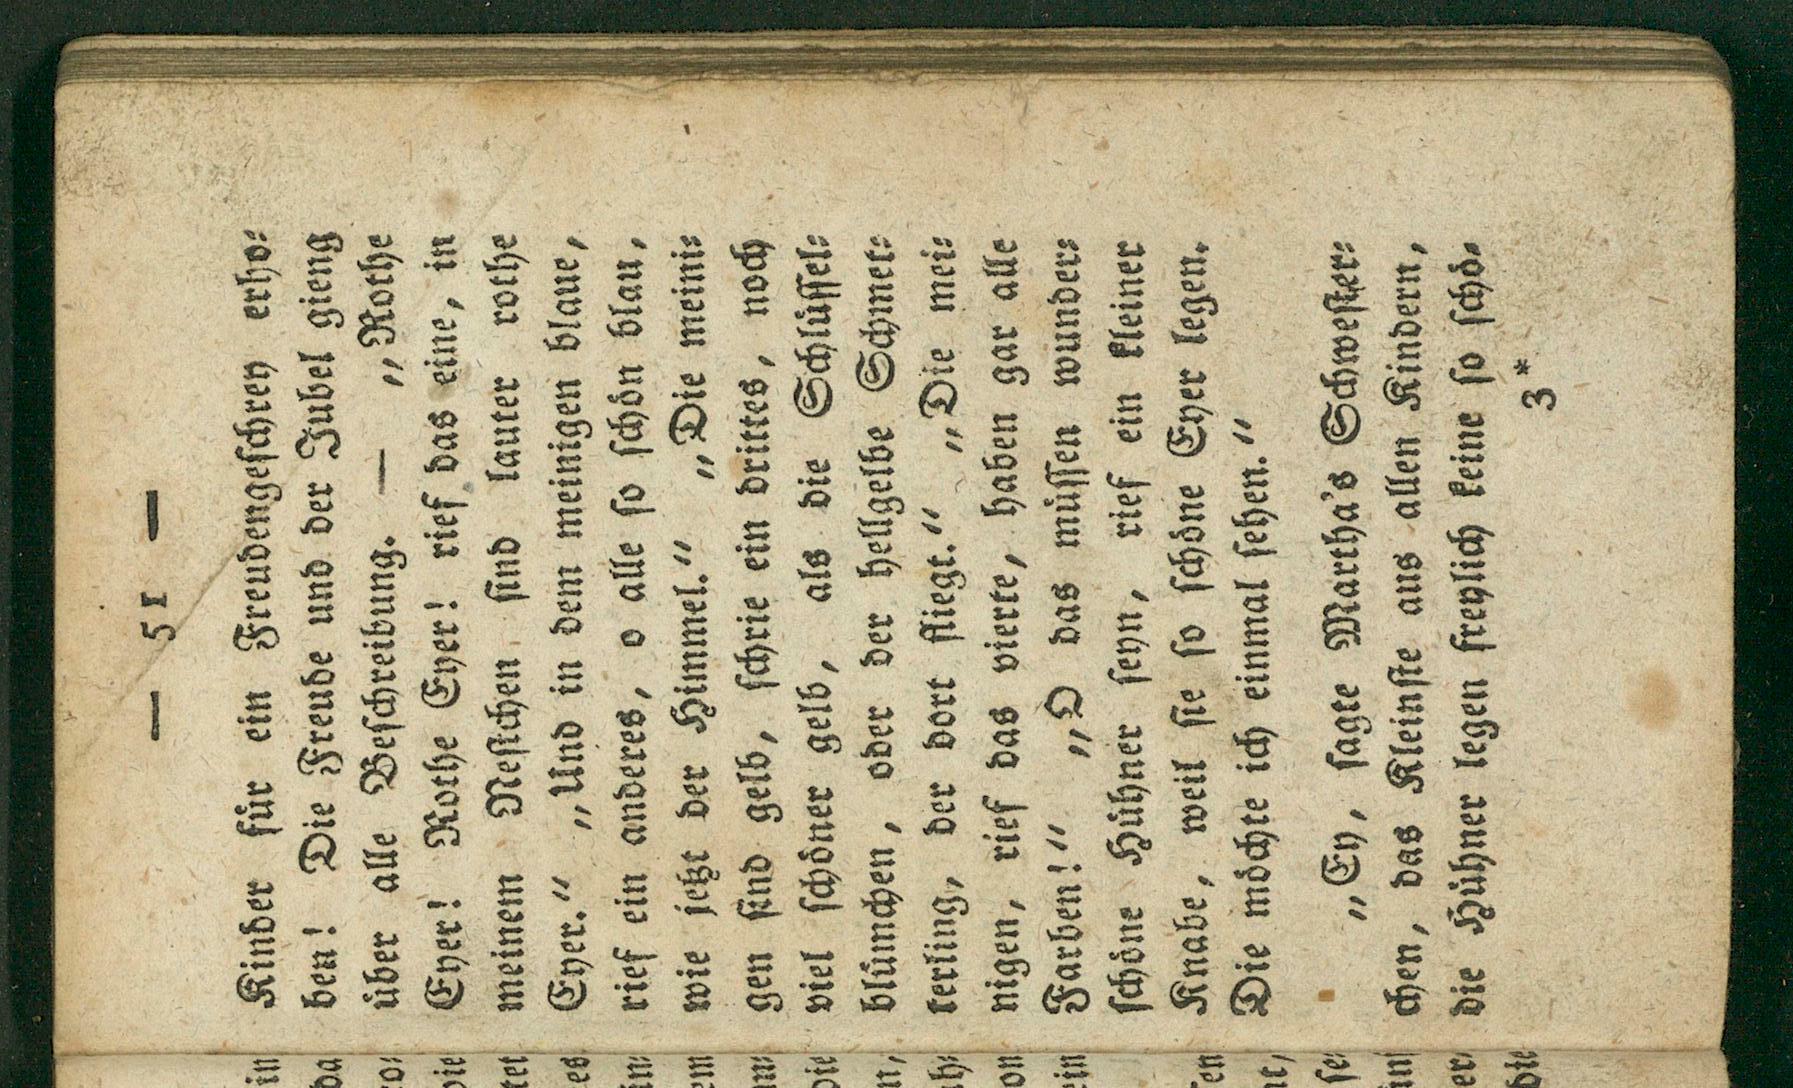 — 51 —
Kinder für ein Freudengeschrey erho⸗
ben! Die Freude und der Jubel gieng
über alle Beschreibung. — „Rothe
Eyer! Rothe Eyer! rief das eine, in
meinem Nestchen sind lauter rothe
Eyer.“ „Und in dem meinigen blaue,
rief ein anderes, o alle so schön blau,
wie jetzt der Himmel.“ „Die meini⸗
gen sind gelb, schrie ein drittes, noch
viel schöner gelb, als die Schlüssel⸗
blümchen, oder der hellgelbe Schmet⸗
terling, der dort fliegt.“ „Die mei⸗
nigen, rief das vierte, haben gar alle
Farben!“ „O das müssen wunder⸗
schöne Hühner seyn, rief ein kleiner
Knabe, weil sie so schöne Eyer legen.
Die möchte ich einmal sehen.“
„Ey, sagte Martha's Schwester⸗
chen, das Kleinste aus allen Kindern,
die Hühner legen freylich keine so schö⸗
3*